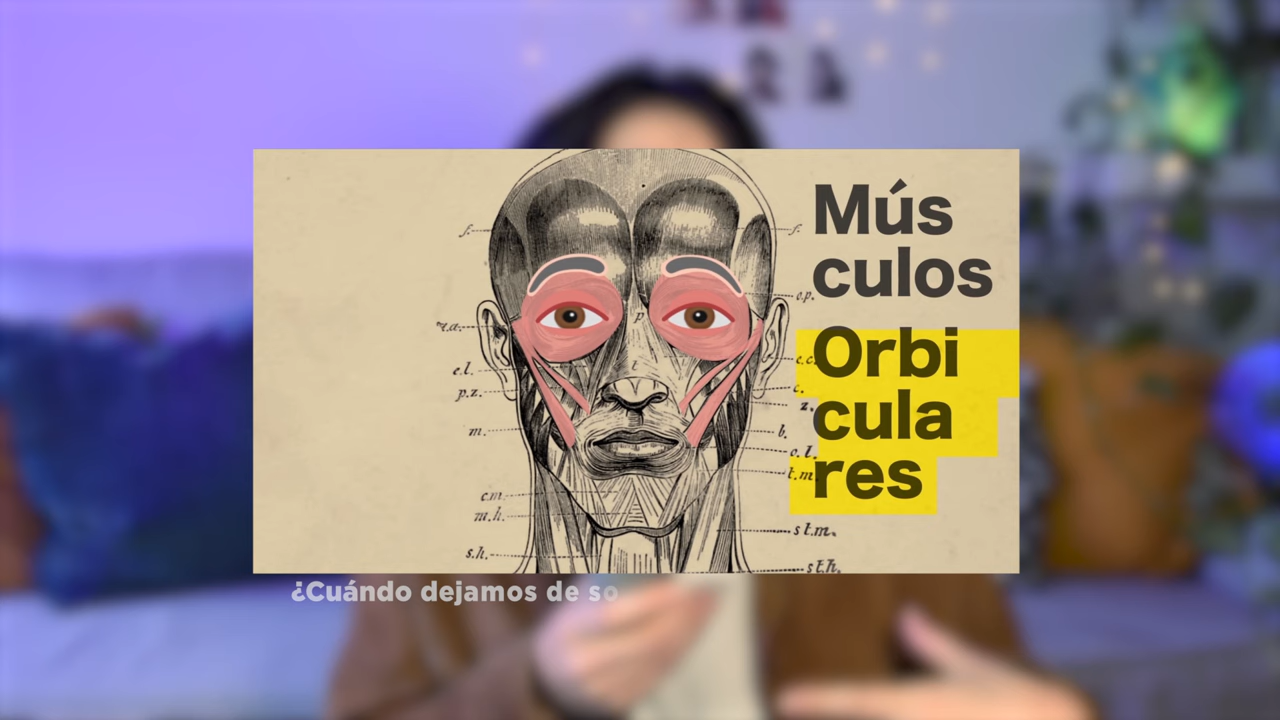 Mús
culos
Orbi
cula
res
f.
f.
o.p.
p
e.l.
p.z.
c.
z.
m.
b.
o.l.
t.m.
c.m.
m.h.
s.t.m.
s.h.
s.t.h.
¿Cuándo dejamos de so